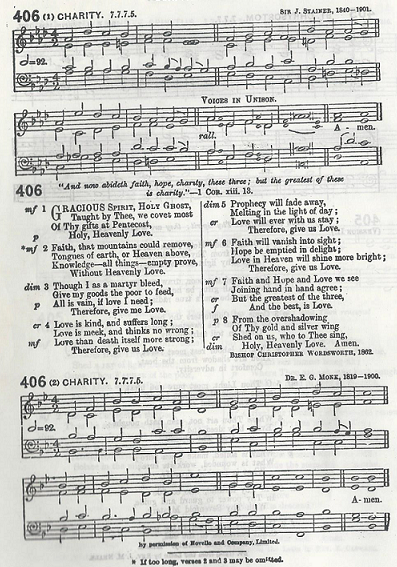 406 (1) CHARITY. 7.7.7.5. SIR J. STAINER, 1840–1901.
=92.
VOICES IN UNISON.
rall.
A - men.
406
"And now abideth faith, hope, charity, these three; but the greatest of these
is charity."—1 COR. xiii. 13.
mf 1 GRACIOUS SPIRIT, HOLY GHOST,
Taught by Thee, we covet most
Of Thy gifts at Pentecost,
p Holy, Heavenly Love.
*mf 2 Faith, that mountains could remove,
Tongues of earth, or Heaven above,
Knowledge—all things—empty prove,
Without Heavenly Love.
dim 3 Though I as a martyr bleed,
Give my goods the poor to feed,
p All is vain, if love I need;
Therefore, give me Love.
cr 4 Love is kind, and suffers long;
Love is meek, and thinks no wrong;
mf Love than death itself more strong;
Therefore, give us Love.
dim 5 Prophecy will fade away,
Melting in the light of day;
cr Love will ever with us stay;
Therefore, give us Love.
mf 6 Faith will vanish into sight;
Hope be emptied in delight;
Love in Heaven will shine more bright;
Therefore, give us Love.
mf 7 Faith and Hope and Love we see
Joining hand in hand agree;
cr But the greatest of the three,
f And the best, is Love.
p 8 From the overshadowing
Of Thy gold and silver wing
cr Shed on us, who to Thee sing,
dim Holy, Heavenly Love. Amen.
BISHOP CHRISTOPHER WORDSWORTH, 1862.
406 (2) CHARITY. 7.7.7.5. DR. E. G. MONK, 1819–1900.
=92.
A- men.
By permission of Novello and Company, Limited.
* If too long, verses 2 and 3 may be omitted.